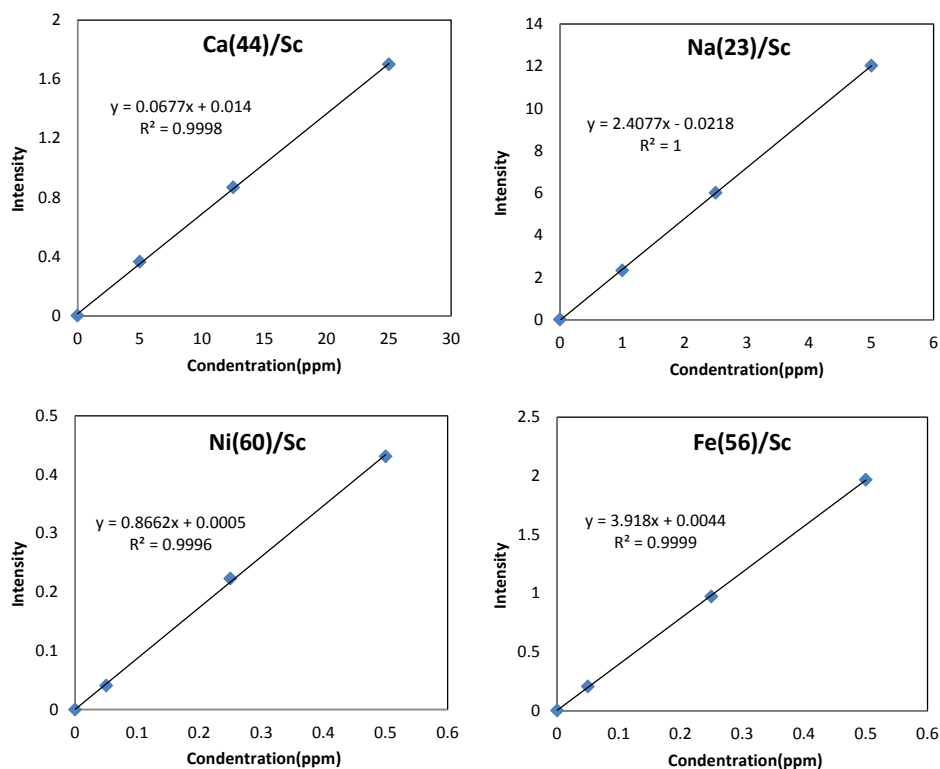 Ca(44)/Sc
y = 0.0677x + 0.014
R² = 0.9998
Intensity
2
1.6
1.2
0.8
0.4
0
0 5 10 15 20 25 30
Condentration(ppm)
Na(23)/Sc
y = 2.4077x - 0.0218
R² = 1
Intensity
14
12
10
8
6
4
2
0
0 1 2 3 4 5 6
Condentration(ppm)
Ni(60)/Sc
y = 0.8662x + 0.0005
R² = 0.9996
Intensity
0.5
0.4
0.3
0.2
0.1
0
0 0.1 0.2 0.3 0.4 0.5 0.6
Condentration(ppm)
Fe(56)/Sc
y = 3.918x + 0.0044
R² = 0.9999
Intensity
2.5
2
1.5
1
0.5
0
0 0.1 0.2 0.3 0.4 0.5 0.6
Condentration(ppm)